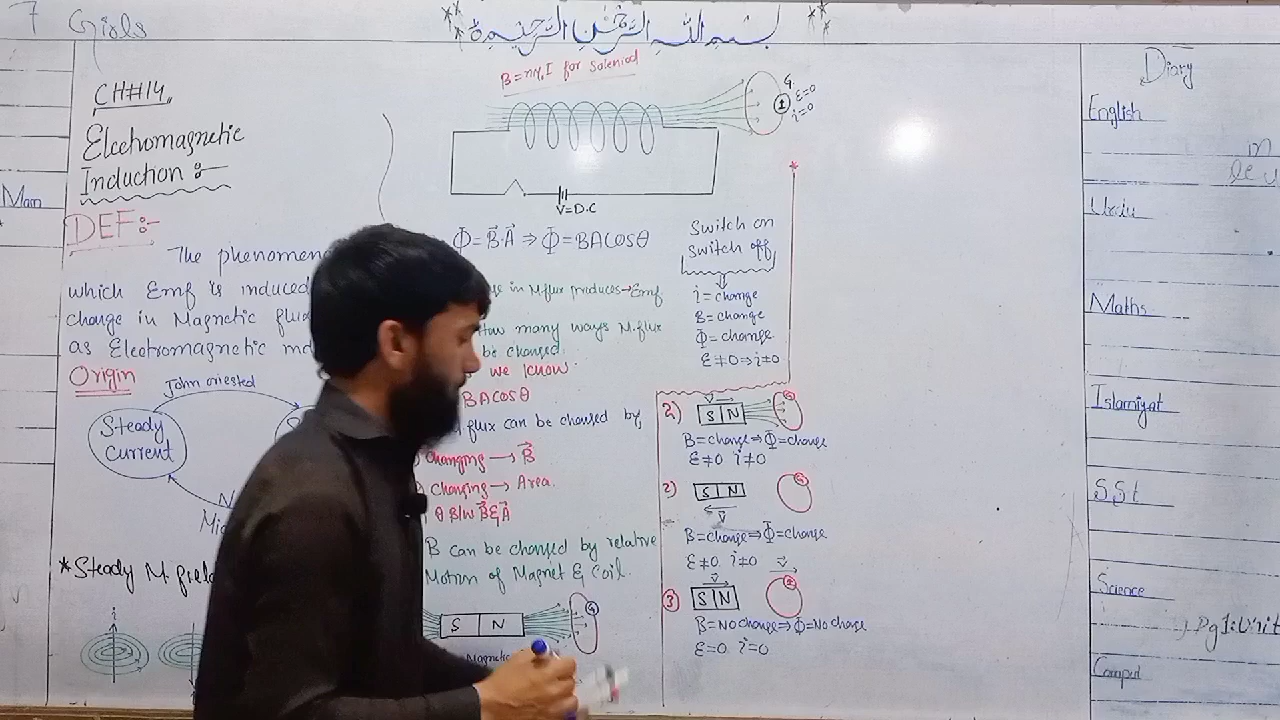 7 Girls
** بسم اللہ الرحمٰن الرحیم **
CH#14
Electromagnetic
Induction :-
DEF:-
The phenomen
which Emf is induced
change in Magnetic flu
as Electromagnetic
Origin
John oriested
Steady
current
*Steady M. field
B=nμ₀I for Solenoid
G
ε=0
i=0
V=D.C
Φ=B⃗.A⃗ ⇒ Φ=BACosθ
in M.flux produces→Emf
How many ways M.flux
be changed.
we know.
BACOSθ
flux can be changed by
Changing → B⃗
Changing → Area.
θ B/w B⃗ & A⃗
B can be changed by relative
Motion of Magnet & Coil.
S N
G
Magnetic
Switch on
Switch off
i = change
B = change
Φ = change
ε≠0⇒i≠0
*
2) S N v⃗ G
B=change⇒Φ=change
ε≠0 i≠0
2) S N G
v⃗
B=change⇒Φ=change
ε≠0 i≠0 v⃗
3 v⃗ S N G
B=No change⇒Φ=No change
ε=0 i=0
Diary
English
Urdu
Maths
Islamiyat
S.St
Science
Comput
Mam